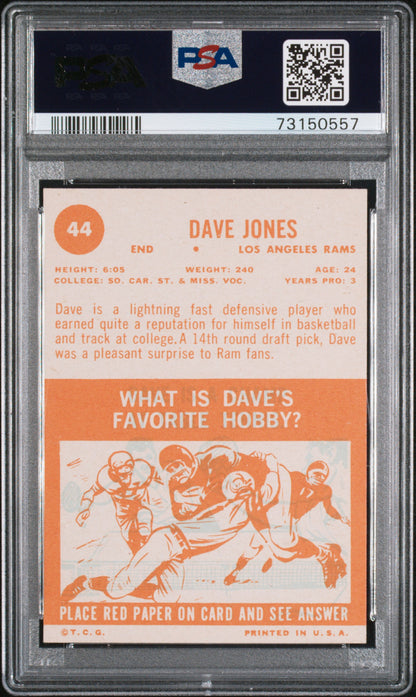 PSA
PSA
73150557
44
DAVE JONES
END • LOS ANGELES RAMS
HEIGHT: 6:05 WEIGHT: 240 AGE: 24
COLLEGE: SO. CAR. ST. & MISS. VOC. YEARS PRO: 3
Dave is a lightning fast defensive player who
earned quite a reputation for himself in basketball
and track at college. A 14th round draft pick, Dave
was a pleasant surprise to Ram fans.
WHAT IS DAVE'S
FAVORITE HOBBY?
PLACE RED PAPER ON CARD AND SEE ANSWER
©T.C.G. PRINTED IN U.S.A.